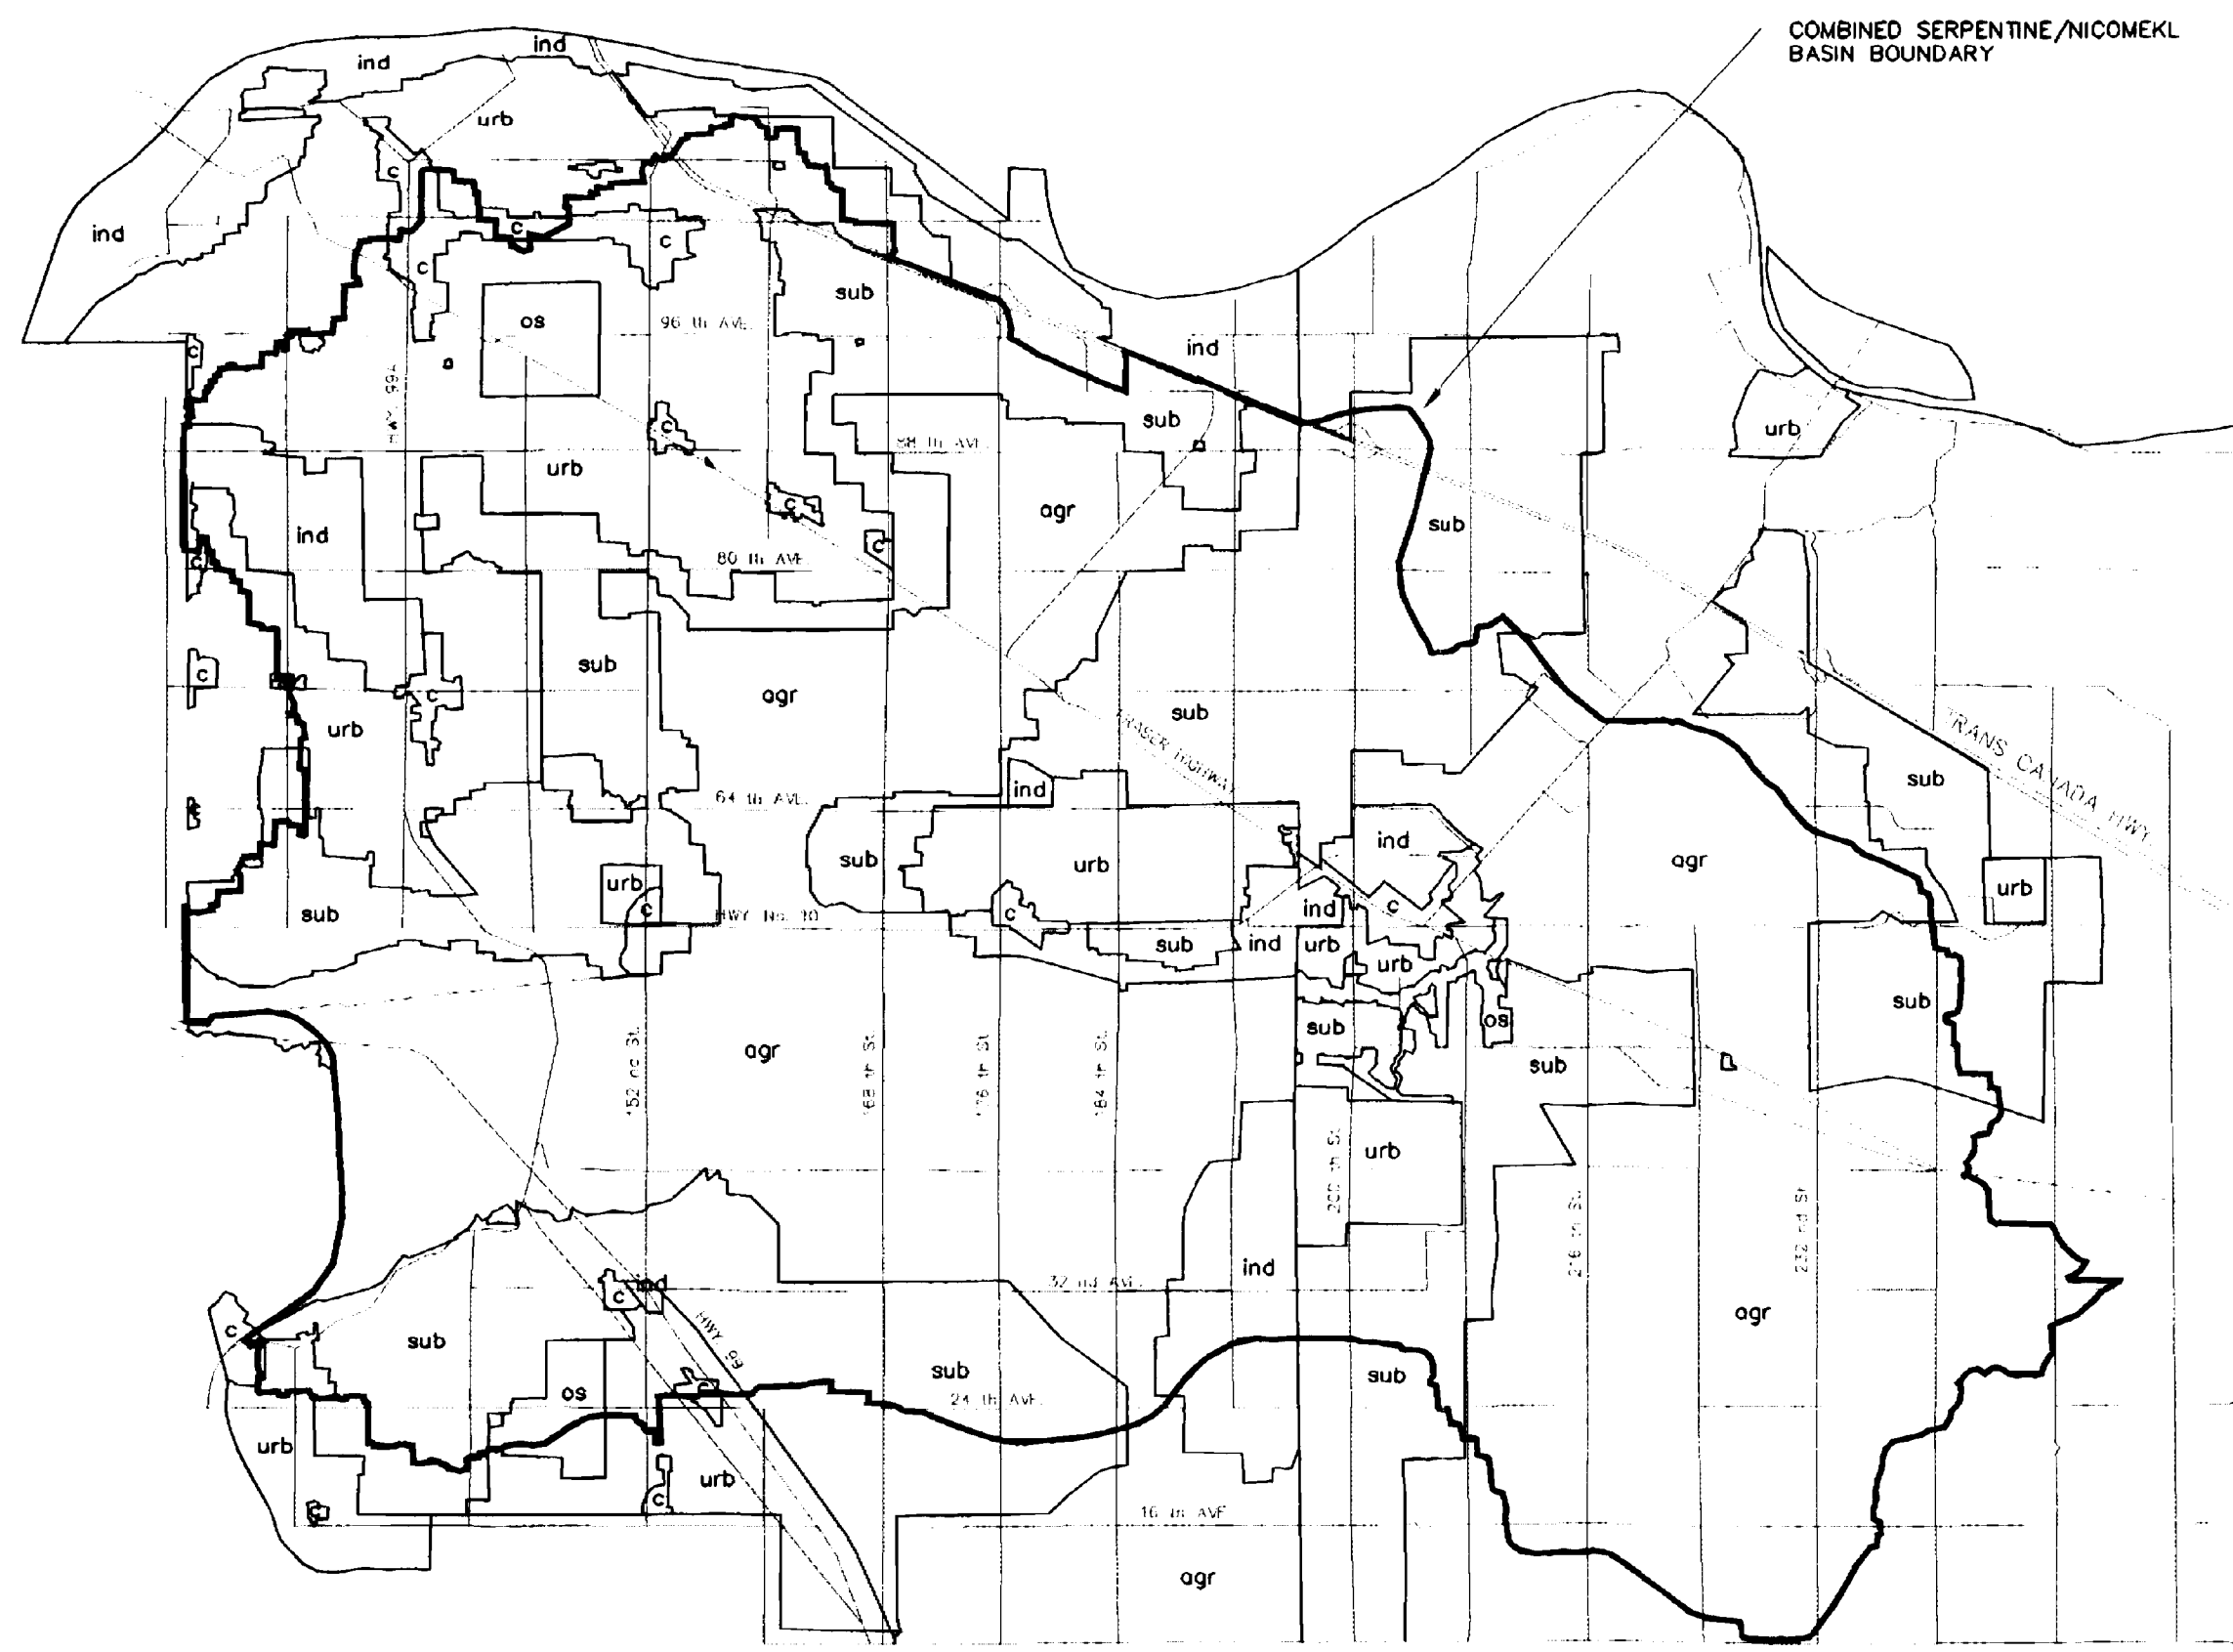 COMBINED SERPENTINE/NICOMEKL
BASIN BOUNDARY
ind
ind
urb
c
ind
c
c
c
sub
os
96 th AVE.
c
ind
HWY. 99A
sub
c
urb
88 th AVE.
urb
c
agr
sub
ind
c
80 th AVE.
c
sub
c
agr
sub
c
urb
FRASER HIGHWAY
TRANS CANADA HWY.
sub
ind
64 th AVE.
c
ind
sub
urb
agr
urb
urb
c
c
ind
c
sub
HWY No. 10
sub
ind
urb
urb
sub
sub
os
agr
sub
152 nd St.
168 th St.
176 th St.
184 th St.
urb
200 th St.
216 th St.
232 nd St.
ind
32 nd AVE.
c
ind
c
sub
HWY. 99
agr
sub
sub
os
c
24 th AVE.
urb
urb
c
c
16 th AVE
agr